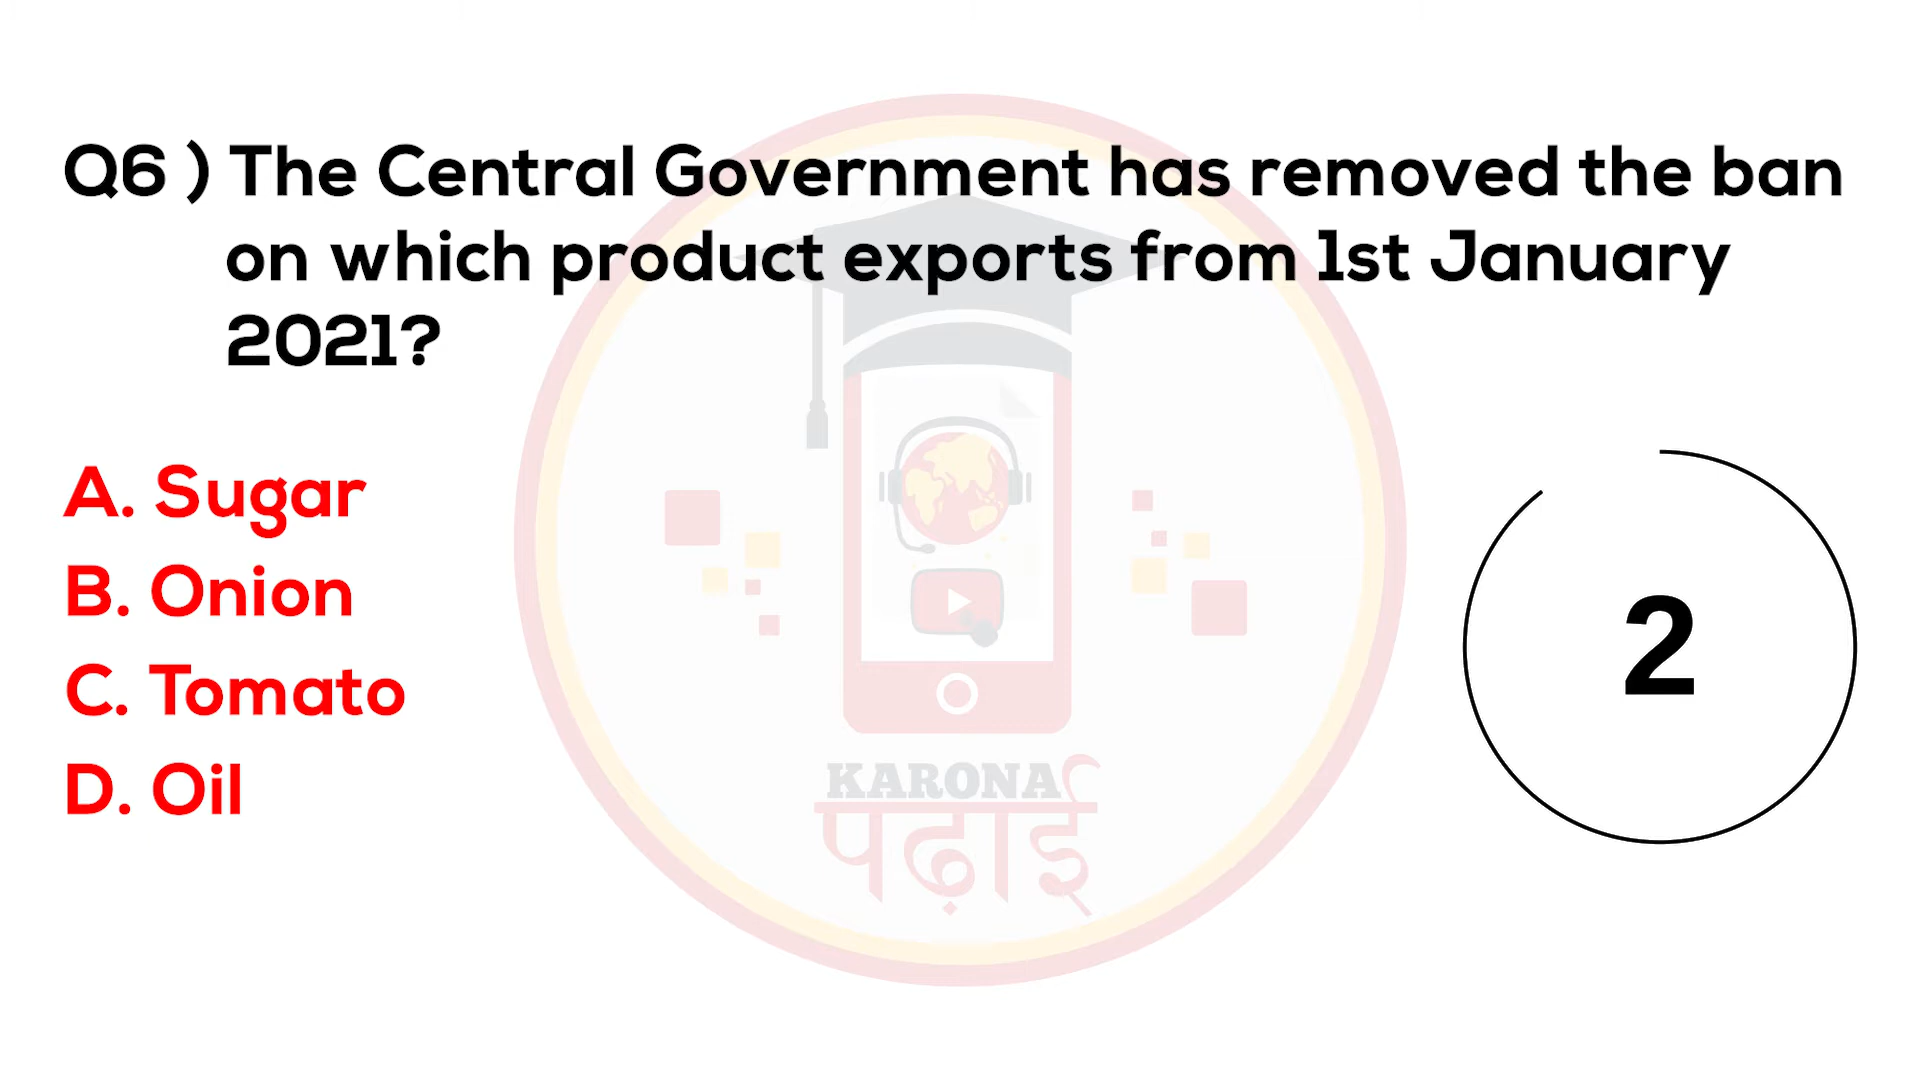 Q6 ) The Central Government has removed the ban
on which product exports from 1st January
2021?
A. Sugar
B. Onion
C. Tomato
D. Oil
2
KARONA
पढ़ाई